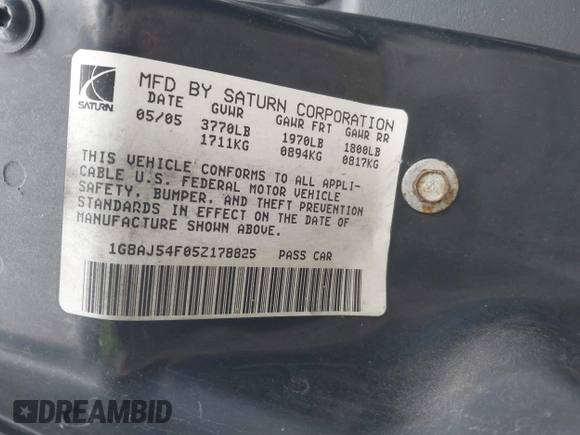 SATURN
MFD BY SATURN CORPORATION
DATE GVWR GAWR FRT GAWR RR
05/05 3770LB 1970LB 1800LB
1711KG 0894KG 0817KG
THIS VEHICLE CONFORMS TO ALL APPLI-
CABLE U.S. FEDERAL MOTOR VEHICLE
SAFETY, BUMPER, AND THEFT PREVENTION
STANDARDS IN EFFECT ON THE DATE OF
MANUFACTURE SHOWN ABOVE.
1G8AJ54F05Z178825 PASS CAR
DREAMBID